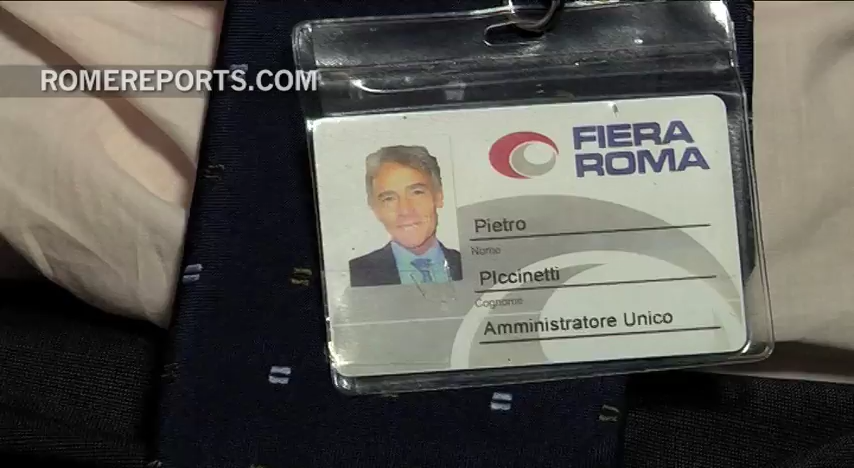 ROMEREPORTS.COM
FIERA
ROMA
Pietro
Nome
PIccinetti
Cognome
Amministratore Unico